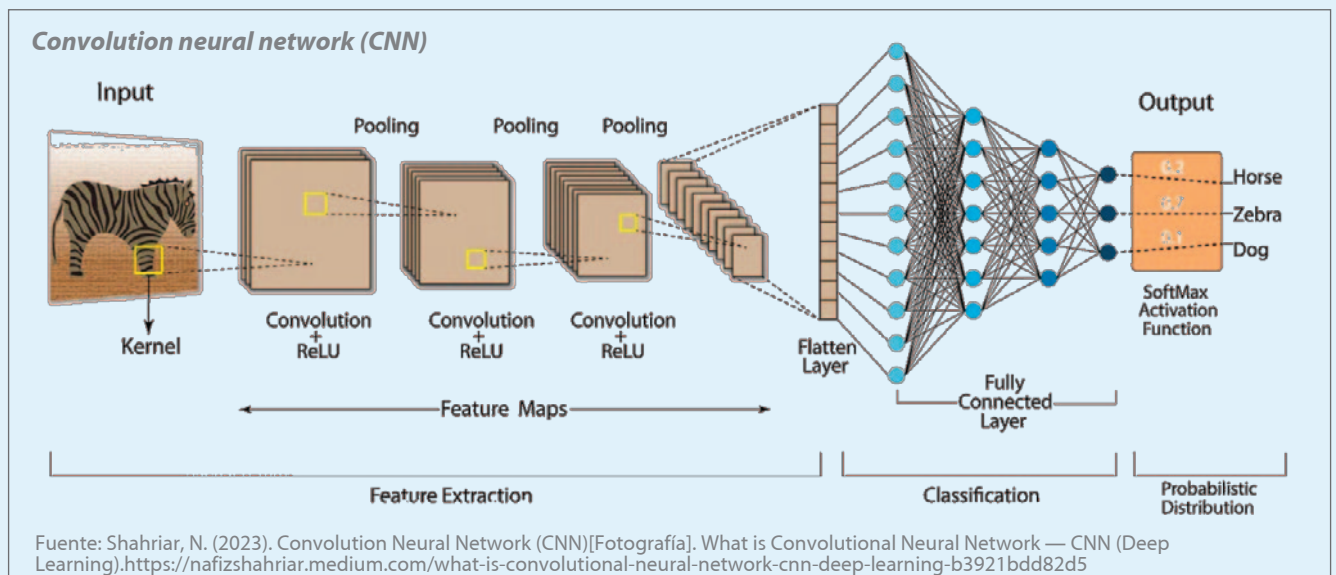 Convolution neural network (CNN)
Input
Output
Pooling
Pooling
Pooling
Kernel
Convolution
+
ReLU
Convolution
+
ReLU
Convolution
+
ReLU
Flatten
Layer
Horse
Zebra
Dog
SoftMax
Activation
Function
Fully
Connected
Layer
Feature Maps
Feature Extraction
Classification
Probabilistic
Distribution
Fuente: Shahriar, N. (2023). Convolution Neural Network (CNN)[Fotografía]. What is Convolutional Neural Network — CNN (Deep
Learning).https://nafizshahriar.medium.com/what-is-convolutional-neural-network-cnn-deep-learning-b3921bdd82d5